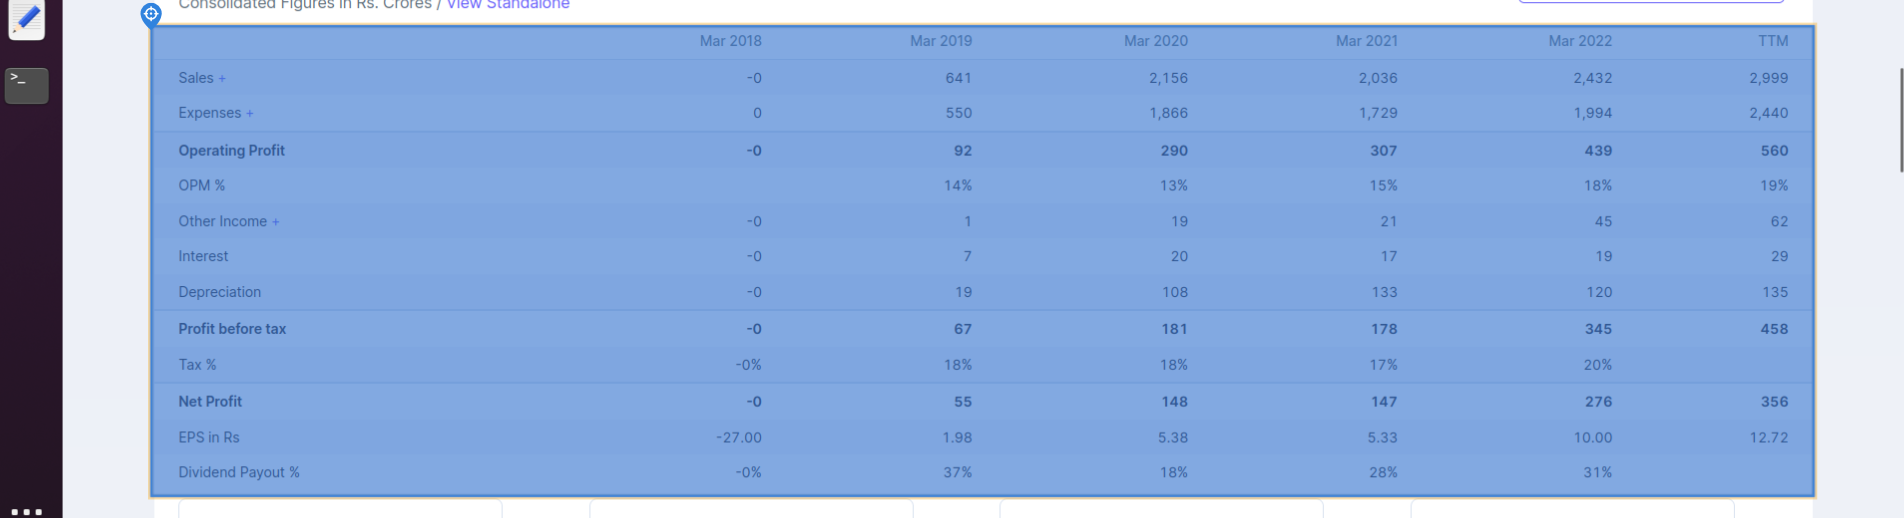 Consolidated Figures in Rs. Crores / View Standalone
Mar 2018 Mar 2019 Mar 2020 Mar 2021 Mar 2022 TTM
Sales + -0 641 2,156 2,036 2,432 2,999
Expenses + 0 550 1,866 1,729 1,994 2,440
Operating Profit -0 92 290 307 439 560
OPM % 14% 13% 15% 18% 19%
Other Income + -0 1 19 21 45 62
Interest -0 7 20 17 19 29
Depreciation -0 19 108 133 120 135
Profit before tax -0 67 181 178 345 458
Tax % -0% 18% 18% 17% 20%
Net Profit -0 55 148 147 276 356
EPS in Rs -27.00 1.98 5.38 5.33 10.00 12.72
Dividend Payout % -0% 37% 18% 28% 31%